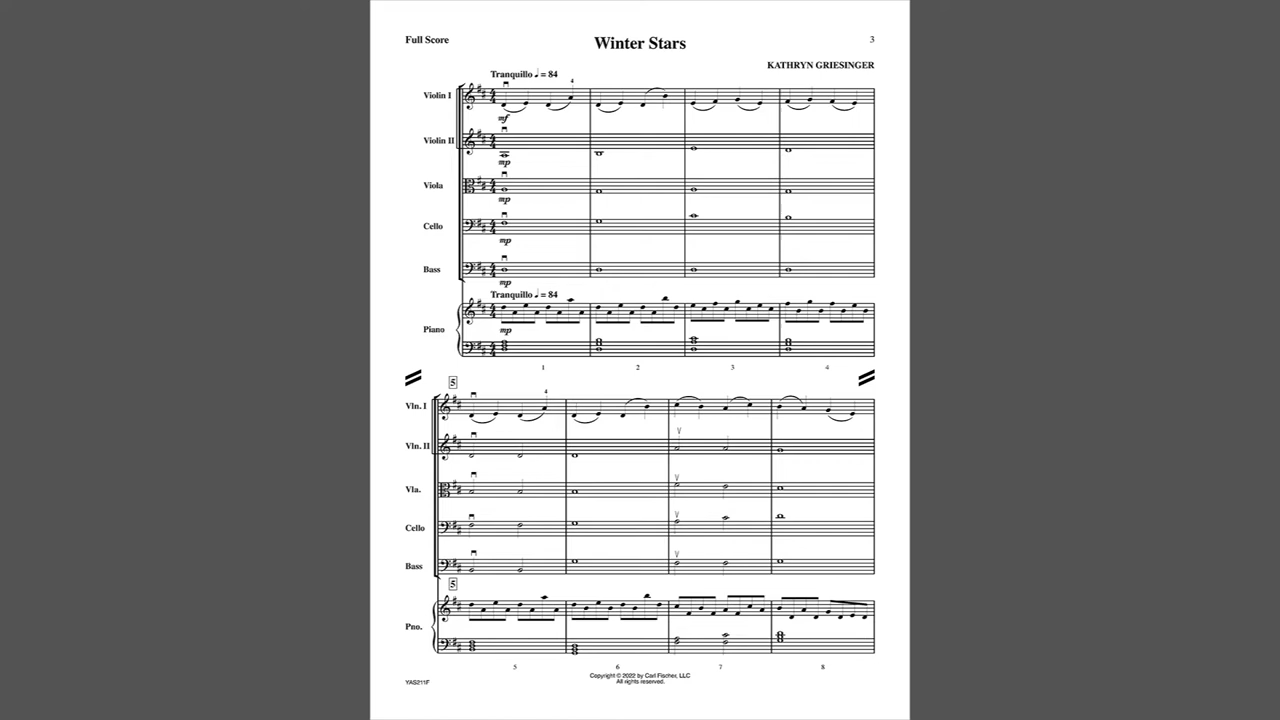 Full Score
Winter Stars
3
KATHRYN GRIESINGER
Tranquillo ♩ = 84
4
Violin I
mf
Violin II
mp
Viola
mp
Cello
mp
Bass
mp
Tranquillo ♩ = 84
Piano
mp
1 2 3 4
5
4
Vln. I
Vln. II
Vla.
Cello
Bass
5
Pno.
5 6 7 8
Copyright © 2022 by Carl Fischer, LLC
All rights reserved.
YAS211F